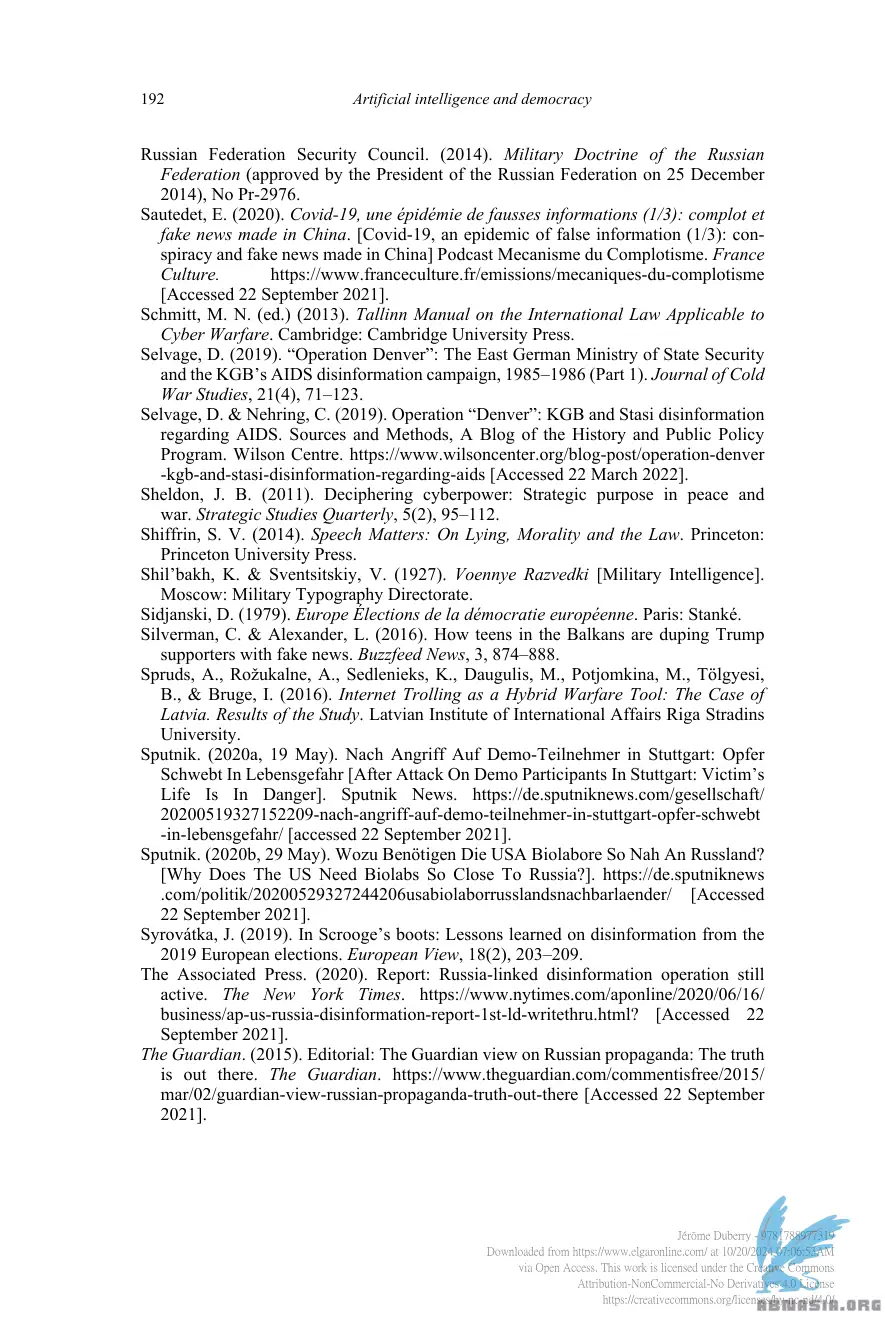 192 Artificial intelligence and democracy
Russian Federation Security Council. (2014). Military Doctrine of the Russian
Federation (approved by the President of the Russian Federation on 25 December
2014), No Pr-2976.
Sautedet, E. (2020). Covid-19, une épidémie de fausses informations (1/3): complot et
fake news made in China. [Covid-19, an epidemic of false information (1/3): con-
spiracy and fake news made in China] Podcast Mecanisme du Complotisme. France
Culture. https://www.franceculture.fr/emissions/mecaniques-du-complotisme
[Accessed 22 September 2021].
Schmitt, M. N. (ed.) (2013). Tallinn Manual on the International Law Applicable to
Cyber Warfare. Cambridge: Cambridge University Press.
Selvage, D. (2019). “Operation Denver”: The East German Ministry of State Security
and the KGB’s AIDS disinformation campaign, 1985–1986 (Part 1). Journal of Cold
War Studies, 21(4), 71–123.
Selvage, D. & Nehring, C. (2019). Operation “Denver”: KGB and Stasi disinformation
regarding AIDS. Sources and Methods, A Blog of the History and Public Policy
Program. Wilson Centre. https://www.wilsoncenter.org/blog-post/operation-denver
-kgb-and-stasi-disinformation-regarding-aids [Accessed 22 March 2022].
Sheldon, J. B. (2011). Deciphering cyberpower: Strategic purpose in peace and
war. Strategic Studies Quarterly, 5(2), 95–112.
Shiffrin, S. V. (2014). Speech Matters: On Lying, Morality and the Law. Princeton:
Princeton University Press.
Shil’bakh, K. & Sventsitskiy, V. (1927). Voennye Razvedki [Military Intelligence].
Moscow: Military Typography Directorate.
Sidjanski, D. (1979). Europe Élections de la démocratie européenne. Paris: Stanké.
Silverman, C. & Alexander, L. (2016). How teens in the Balkans are duping Trump
supporters with fake news. Buzzfeed News, 3, 874–888.
Spruds, A., Rožukalne, A., Sedlenieks, K., Daugulis, M., Potjomkina, M., Tölgyesi,
B., & Bruge, I. (2016). Internet Trolling as a Hybrid Warfare Tool: The Case of
Latvia. Results of the Study. Latvian Institute of International Affairs Riga Stradins
University.
Sputnik. (2020a, 19 May). Nach Angriff Auf Demo-Teilnehmer in Stuttgart: Opfer
Schwebt In Lebensgefahr [After Attack On Demo Participants In Stuttgart: Victim’s
Life Is In Danger]. Sputnik News. https://de.sputniknews.com/gesellschaft/
20200519327152209-nach-angriff-auf-demo-teilnehmer-in-stuttgart-opfer-schwebt
-in-lebensgefahr/ [accessed 22 September 2021].
Sputnik. (2020b, 29 May). Wozu Benötigen Die USA Biolabore So Nah An Russland?
[Why Does The US Need Biolabs So Close To Russia?]. https://de.sputniknews
.com/politik/20200529327244206usabiolaborrusslandsnachbarlaender/ [Accessed
22 September 2021].
Syrovátka, J. (2019). In Scrooge’s boots: Lessons learned on disinformation from the
2019 European elections. European View, 18(2), 203–209.
The Associated Press. (2020). Report: Russia-linked disinformation operation still
active. The New York Times. https://www.nytimes.com/aponline/2020/06/16/
business/ap-us-russia-disinformation-report-1st-ld-writethru.html? [Accessed 22
September 2021].
The Guardian. (2015). Editorial: The Guardian view on Russian propaganda: The truth
is out there. The Guardian. https://www.theguardian.com/commentisfree/2015/
mar/02/guardian-view-russian-propaganda-truth-out-there [Accessed 22 September
2021].
Jérôme Duberry - 9781788977319
Downloaded from https://www.elgaronline.com/ at 10/20/2024 07:06:52AM
via Open Access. This work is licensed under the Creative Commons
Attribution-NonCommercial-No Derivatives 4.0 License
https://creativecommons.org/licenses/by-nc-nd/4.0/
ABTNASIA.ORG